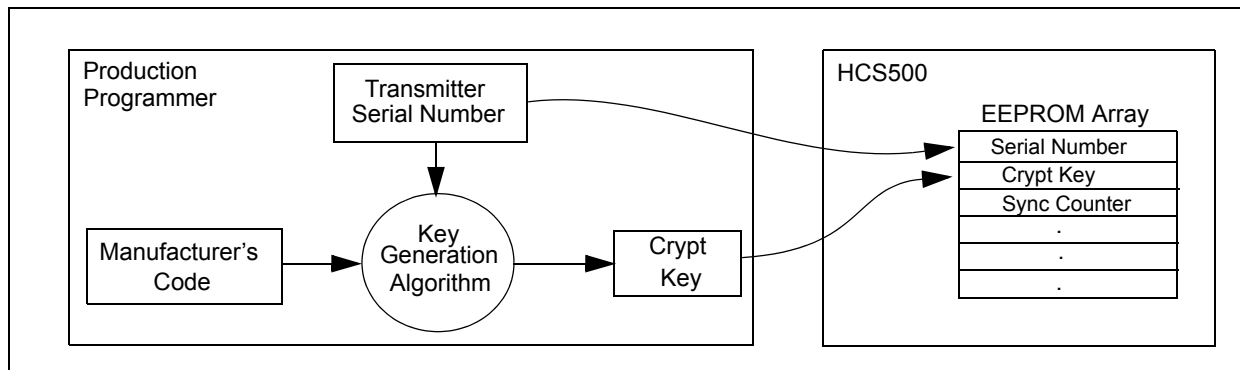 Production
Programmer
Transmitter
Serial Number
Manufacturer's
Code
Key
Generation
Algorithm
Crypt
Key
HCS500
EEPROM Array
Serial Number
Crypt Key
Sync Counter
.
.
.